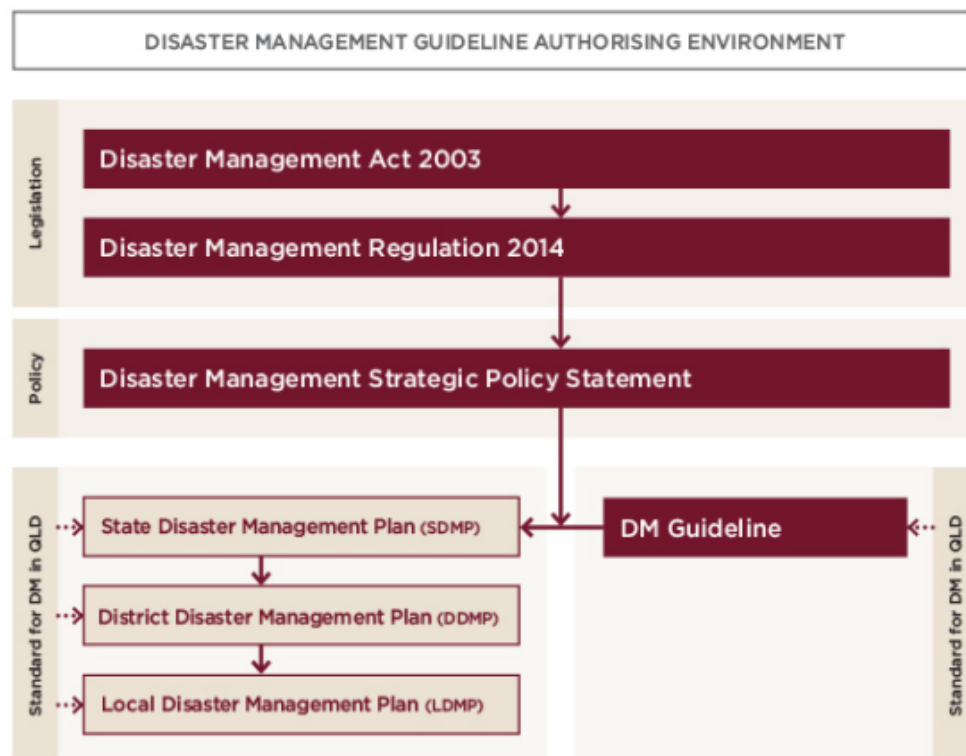 DISASTER MANAGEMENT GUIDELINE AUTHORISING ENVIRONMENT
Legislation
Disaster Management Act 2003
Disaster Management Regulation 2014
Policy
Disaster Management Strategic Policy Statement
Standard for DM in QLD
State Disaster Management Plan (SDMP)
District Disaster Management Plan (DDMP)
Local Disaster Management Plan (LDMP)
DM Guideline
Standard for DM in QLD